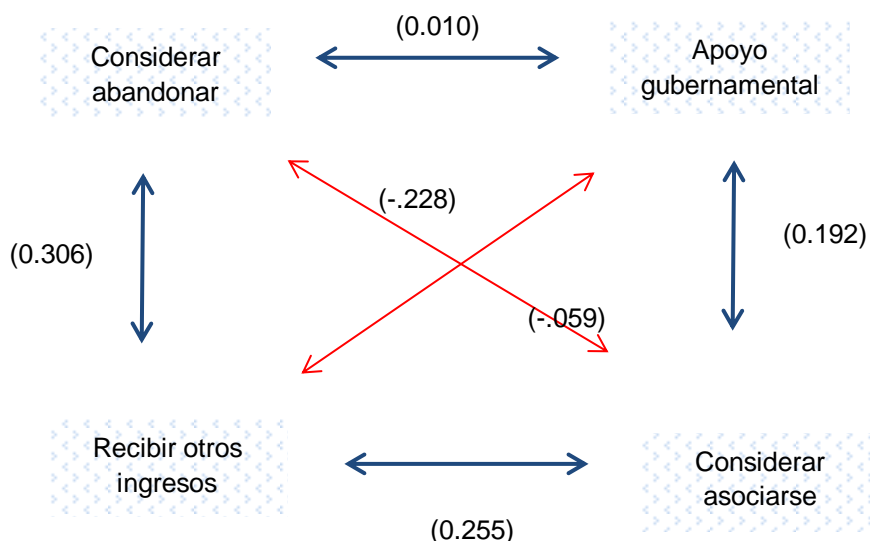 (0.010)
Considerar
abandonar
Apoyo
gubernamental
(-.228)
(0.306)
(0.192)
(-.059)
Recibir otros
ingresos
Considerar
asociarse
(0.255)